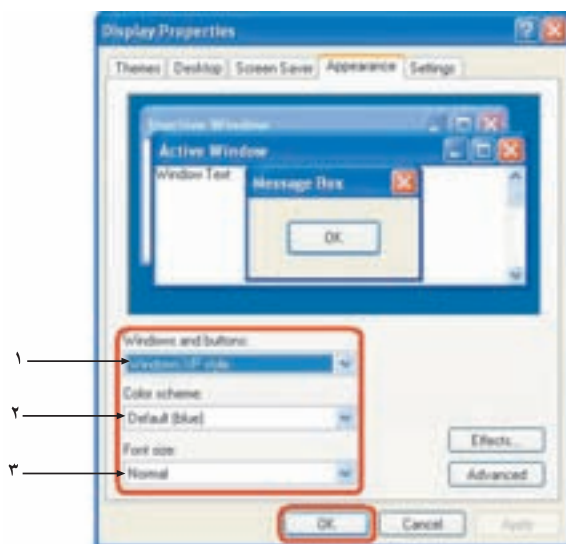 Display Properties
Themes Desktop Screen Saver Appearance Settings
Inactive Window
Active Window
Window Text
Message Box
OK
Windows and buttons:
۱
Windows XP style
Color scheme:
۲
Default (blue)
Font size:
۳
Normal
Effects...
Advanced
OK Cancel Apply